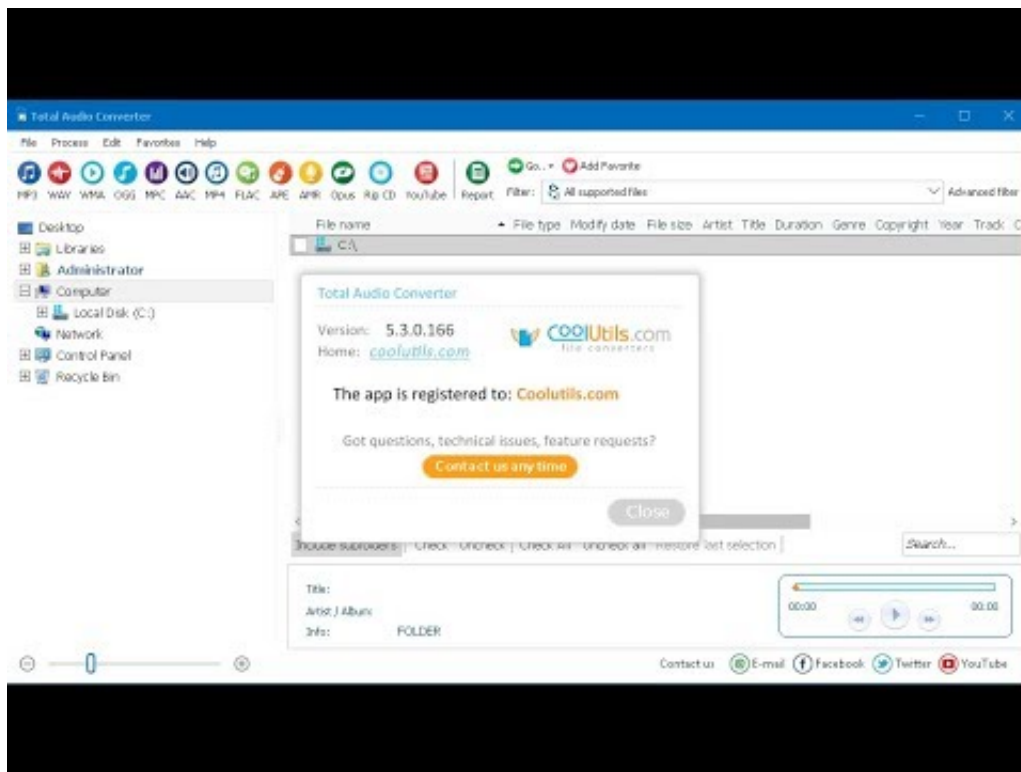 Total Audio Converter
File Process Edit Favorites Help
Go.. Add Favorite
MP3 WAV WMA OGG MPC AAC MP4 FLAC APE AMR Opus Rip CD YouTube Report
Filter: All supported files Advanced filter
Desktop
Libraries
Administrator
Computer
Local Disk (C:)
Network
Control Panel
Recycle Bin
File name File type Modify date File size Artist Title Duration Genre Copyright Year Track C
C:\
Total Audio Converter
Version: 5.3.0.166
Home: coolutils.com
COOLUtils.com
file converters
The app is registered to: Coolutils.com
Got questions, technical issues, feature requests?
Contact us any time
Close
Include subfolders Check Uncheck Check All Uncheck all Restore last selection
Search...
Title:
Artist / Album:
Info: FOLDER
00:00 00:00
Contact us E-mail Facebook Twitter YouTube